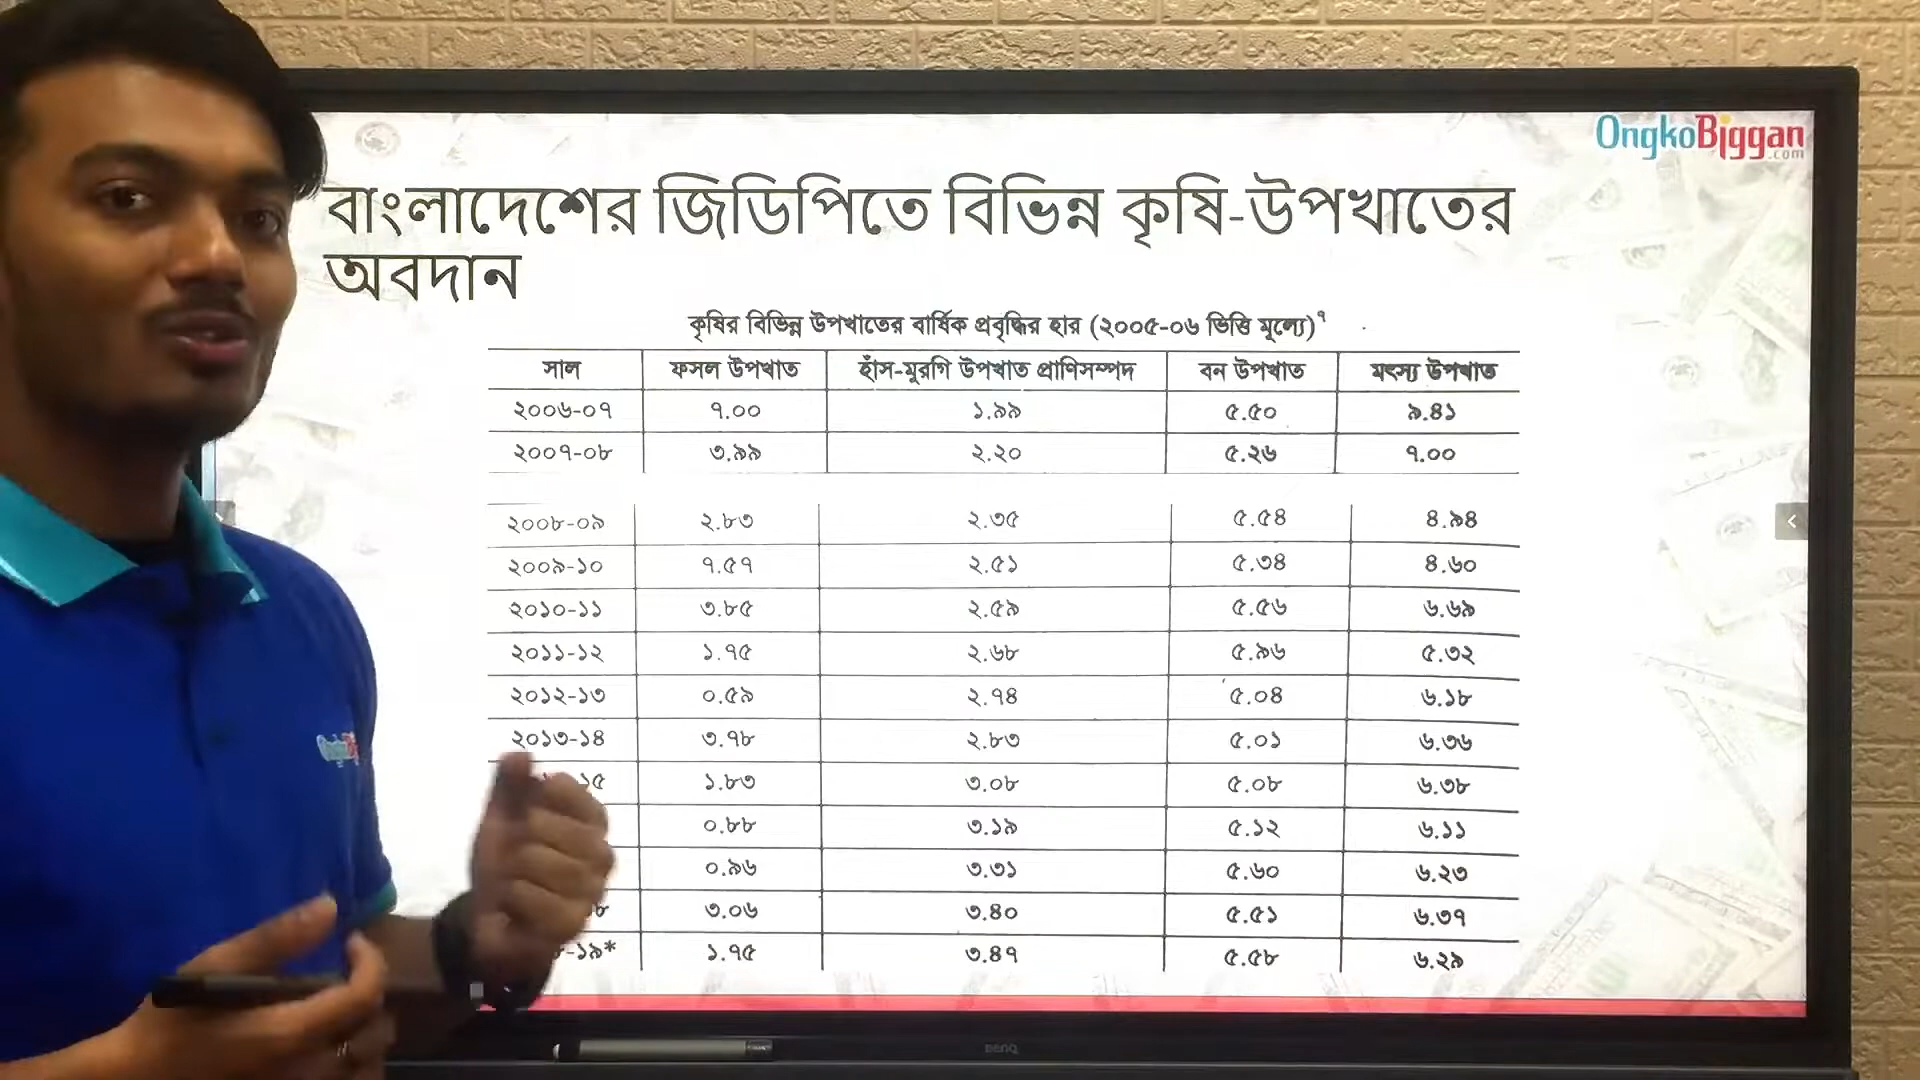 OngkoBiggan
.com
বাংলাদেশের জিডিপিতে বিভিন্ন কৃষি-উপখাতের
অবদান
কৃষির বিভিন্ন উপখাতের বার্ষিক প্রবৃদ্ধির হার (২০০৫-০৬ ভিত্তি মূল্যে)৭
সাল ফসল উপখাত হাঁস-মুরগি উপখাত প্রাণিসম্পদ বন উপখাত মৎস্য উপখাত
২০০৬-০৭ ৭.০০ ১.৯৯ ৫.৫০ ৯.৪১
২০০৭-০৮ ৩.৯৯ ২.২০ ৫.২৬ ৭.০০
২০০৮-০৯ ২.৮৩ ২.৩৫ ৫.৫৪ ৪.৯৪
২০০৯-১০ ৭.৫৭ ২.৫১ ৫.৩৪ ৪.৬০
২০১০-১১ ৩.৮৫ ২.৫৯ ৫.৫৬ ৬.৬৯
২০১১-১২ ১.৭৫ ২.৬৮ ৫.৯৬ ৫.৩২
২০১২-১৩ ০.৫৯ ২.৭৪ ৫.০৪ ৬.১৮
২০১৩-১৪ ৩.৭৮ ২.৮৩ ৫.০১ ৬.৩৬
১৫ ১.৮৩ ৩.০৮ ৫.০৮ ৬.৩৮
০.৮৮ ৩.১৯ ৫.১২ ৬.১১
০.৯৬ ৩.৩১ ৫.৬০ ৬.২৩
৮ ৩.০৬ ৩.৪০ ৫.৫১ ৬.৩৭
-১৯* ১.৭৫ ৩.৪৭ ৫.৫৮ ৬.২৯
BenQ